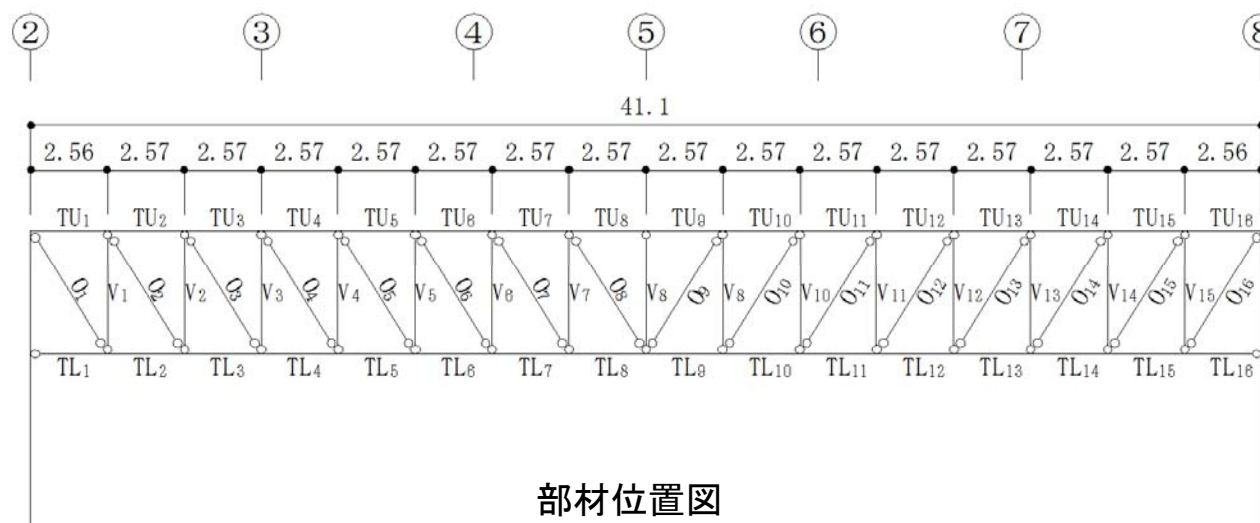 ② ③ ④ ⑤ ⑥ ⑦ ⑧
41.1
2.56 2.57 2.57 2.57 2.57 2.57 2.57 2.57 2.57 2.57 2.57 2.57 2.57 2.57 2.57 2.56
TU₁ TU₂ TU₃ TU₄ TU₅ TU₆ TU₇ TU₈ TU₉ TU₁₀ TU₁₁ TU₁₂ TU₁₃ TU₁₄ TU₁₅ TU₁₆
O₁ V₁ O₂ V₂ O₃ V₃ O₄ V₄ O₅ V₅ O₆ V₆ O₇ V₇ O₈ V₈ O₉ V₈ O₁₀ V₁₀ O₁₁ V₁₁ O₁₂ V₁₂ O₁₃ V₁₃ O₁₄ V₁₄ O₁₅ V₁₅ O₁₆
TL₁ TL₂ TL₃ TL₄ TL₅ TL₆ TL₇ TL₈ TL₉ TL₁₀ TL₁₁ TL₁₂ TL₁₃ TL₁₄ TL₁₅ TL₁₆
部材位置図